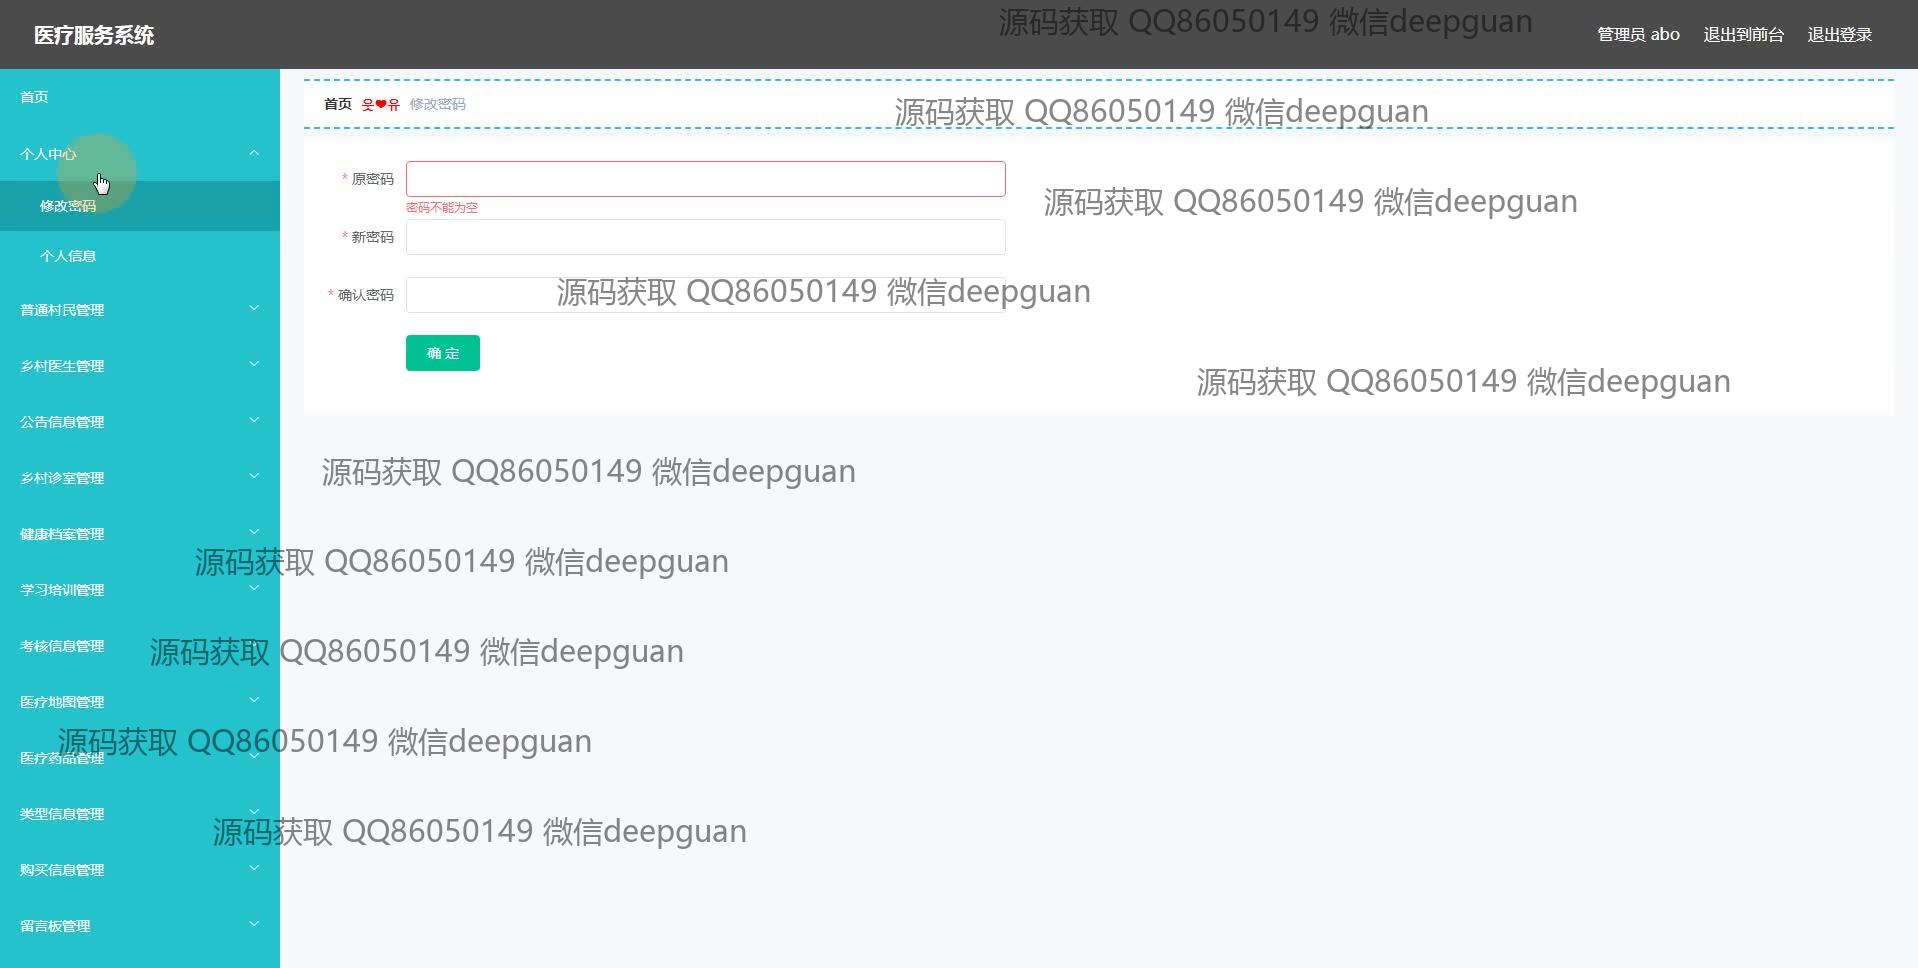 医疗服务系统
源码获取 QQ86050149 微信deepguan
管理员 abo 退出到前台 退出登录
首页
首页 웃❤유 修改密码
源码获取 QQ86050149 微信deepguan
个人中心
* 原密码
密码不能为空
源码获取 QQ86050149 微信deepguan
修改密码
* 新密码
个人信息
* 确认密码
源码获取 QQ86050149 微信deepguan
普通村民管理
确 定
乡村医生管理
源码获取 QQ86050149 微信deepguan
公告信息管理
乡村诊室管理
源码获取 QQ86050149 微信deepguan
健康档案管理
源码获取 QQ86050149 微信deepguan
学习培训管理
考核信息管理
源码获取 QQ86050149 微信deepguan
医疗地图管理
源码获取 QQ86050149 微信deepguan
医疗药品管理
类型信息管理
源码获取 QQ86050149 微信deepguan
购买信息管理
留言板管理